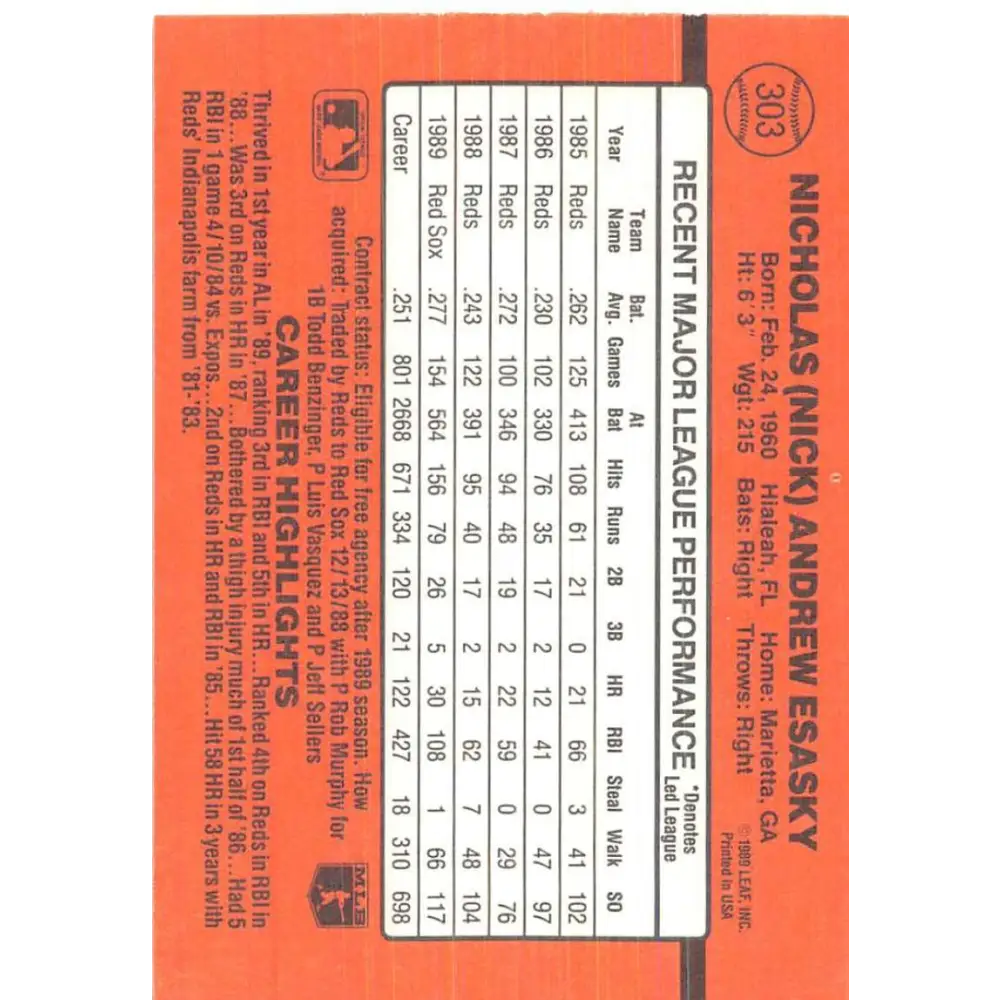 303
NICHOLAS (NICK) ANDREW ESASKY
Born: Feb. 24, 1960 Hialeah, FL Home: Marietta, GA
Ht: 6'3" Wgt: 215 Bats: Right Throws: Right
© 1989 LEAF, INC.
Printed in USA
RECENT MAJOR LEAGUE PERFORMANCE *Denotes Led League
Year Team Name Bat. Avg. Games At Bat Hits Runs 2B 3B HR RBI Steal Walk SO
1985 Reds .262 125 413 108 61 21 0 21 66 3 41 102
1986 Reds .230 102 330 76 35 17 2 12 41 0 47 97
1987 Reds .272 100 346 94 48 19 2 22 59 0 29 76
1988 Reds .243 122 391 95 40 17 2 15 62 7 48 104
1989 Red Sox .277 154 564 156 79 26 5 30 108 1 66 117
Career .251 801 2668 671 334 120 21 122 427 18 310 698
Contract status: Eligible for free agency after 1989 season. How
acquired: Traded by Reds to Red Sox 12/13/88 with P Rob Murphy for
1B Todd Benzinger, P Luis Vasquez and P Jeff Sellers
MLB
CAREER HIGHLIGHTS
Thrived in 1st year in AL in '89, ranking 3rd in RBI and 5th in HR...Ranked 4th on Reds in RBI in
'88...Was 3rd on Reds in HR in '87...Bothered by a thigh injury much of 1st half of '86...Had 5
RBI in 1 game 4/10/84 vs. Expos...2nd on Reds in HR and RBI in '85...Hit 58 HR in 3 years with
Reds' Indianapolis farm from '81-'83.